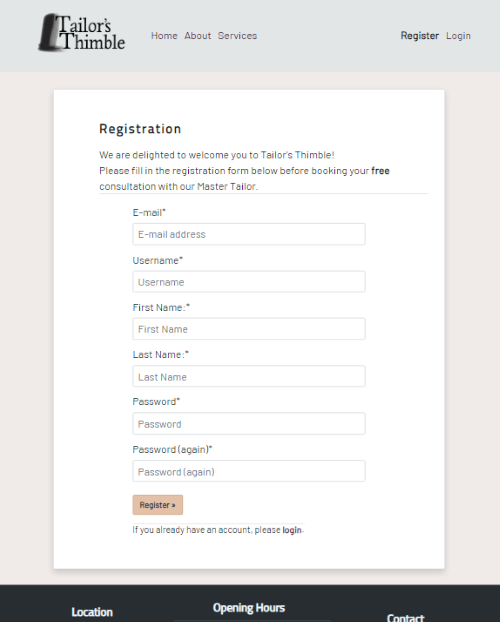 Tailor's
Thimble
Home About Services
Register Login
Registration
We are delighted to welcome you to Tailor's Thimble!
Please fill in the registration form below before booking your free
consultation with our Master Tailor.
E-mail*
E-mail address
Username*
Username
First Name:*
First Name
Last Name:*
Last Name
Password*
Password
Password (again)*
Password (again)
Register »
If you already have an account, please login.
Location
Opening Hours
Contact